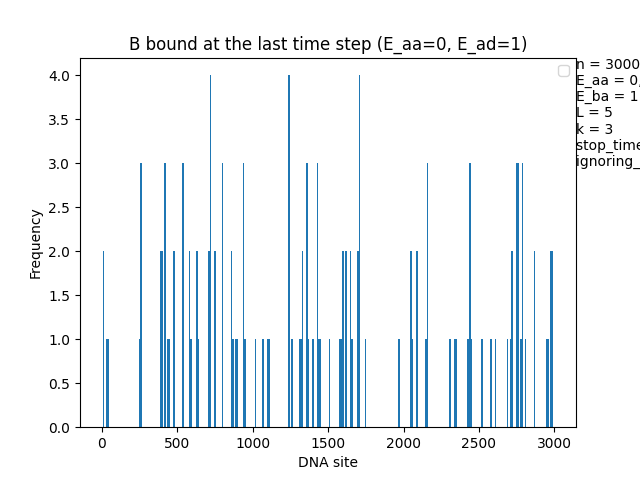 B bound at the last time step (E_aa=0, E_ad=1)
n = 3000
E_aa = 0,
E_ba = 1
L = 5
k = 3
stop_time
ignoring_
4.0
3.5
3.0
2.5
2.0
1.5
1.0
0.5
0.0
Frequency
0 500 1000 1500 2000 2500 3000
DNA site